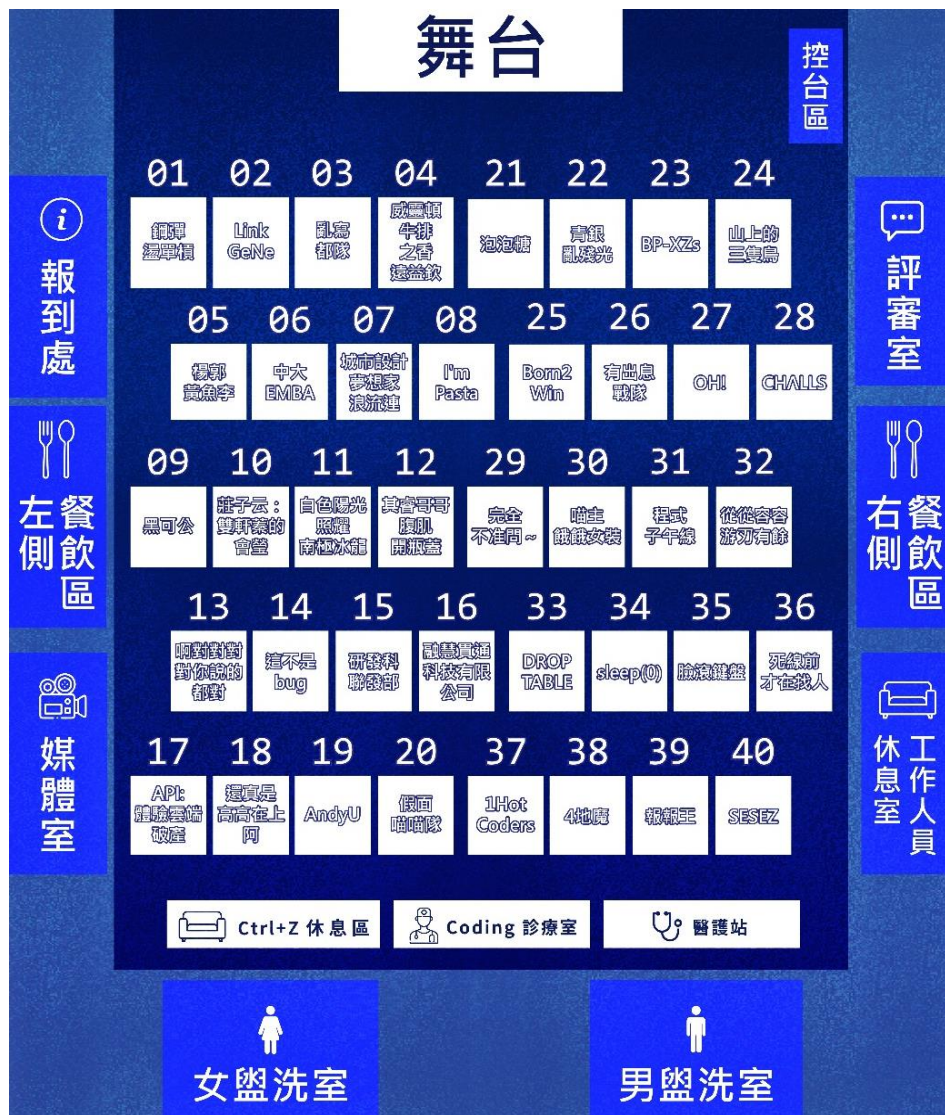 舞台
控台區
01 02 03 04 21 22 23 24
鋼彈
盪單槓
Link
GeNe
亂寫
都隊
威靈頓
牛排
之香
遠益欽
泡泡糖
青銀
亂殘光
BP-XZs
山上的
三隻鳥
報到處
評審室
05 06 07 08 25 26 27 28
楊郭
黃魚李
中大
EMBA
城市設計
夢想家
浪流連
I'm
Pasta
Born2
Win
有出息
戰隊
OH!
CHALLS
餐飲區
左側
餐飲區
右側
09 10 11 12 29 30 31 32
黑可公
莊子云：
雙軒菜的
會瑩
白色陽光
照耀
南極冰龍
其睿哥哥
腹肌
開瓶蓋
完全
不准問~
喵主
餓餓女裝
程式
子午線
從從容容
游刃有餘
13 14 15 16 33 34 35 36
啊對對對
對你說的
都對
這不是
bug
研發科
聯發部
融慧貫通
科技有限
公司
DROP
TABLE
sleep(0)
臉滾鍵盤
死線前
才在找人
媒體室
工作人員
休息室
17 18 19 20 37 38 39 40
API:
體驗雲端
破產
還真是
高高在上
阿
AndyU
假面
喵喵隊
1Hot
Coders
4地魔
報報王
SESEZ
Ctrl+Z 休息區
Coding 診療室
醫護站
女盥洗室
男盥洗室